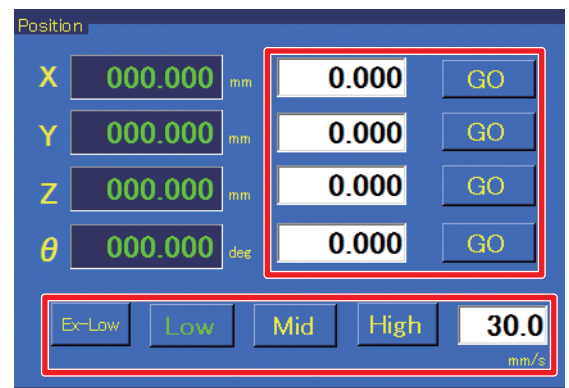 Position
X 000.000 mm 0.000 GO
Y 000.000 mm 0.000 GO
Z 000.000 mm 0.000 GO
θ 000.000 deg 0.000 GO
Ex-Low Low Mid High 30.0
mm/s